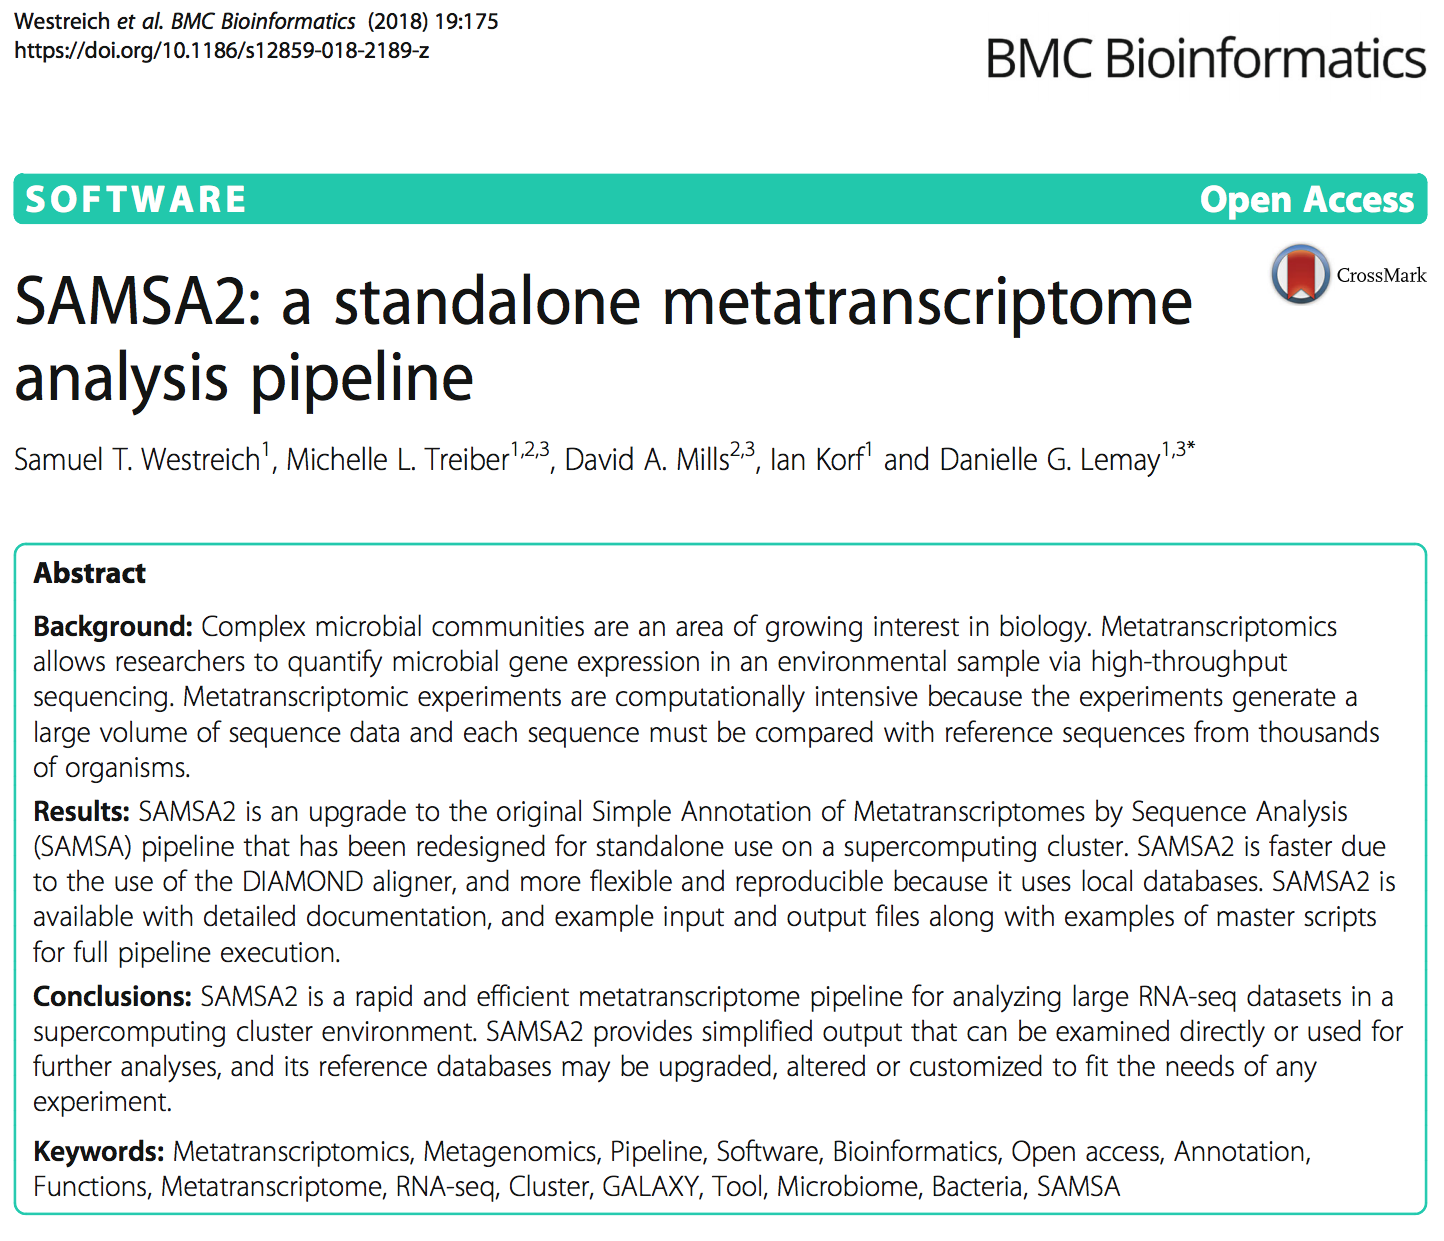 Westreich et al. BMC Bioinformatics (2018) 19:175
https://doi.org/10.1186/s12859-018-2189-z
BMC Bioinformatics
SOFTWARE
Open Access
CrossMark
SAMSA2: a standalone metatranscriptome
analysis pipeline
Samuel T. Westreich1, Michelle L. Treiber1,2,3, David A. Mills2,3, Ian Korf1 and Danielle G. Lemay1,3*
Abstract
Background: Complex microbial communities are an area of growing interest in biology. Metatranscriptomics
allows researchers to quantify microbial gene expression in an environmental sample via high-throughput
sequencing. Metatranscriptomic experiments are computationally intensive because the experiments generate a
large volume of sequence data and each sequence must be compared with reference sequences from thousands
of organisms.
Results: SAMSA2 is an upgrade to the original Simple Annotation of Metatranscriptomes by Sequence Analysis
(SAMSA) pipeline that has been redesigned for standalone use on a supercomputing cluster. SAMSA2 is faster due
to the use of the DIAMOND aligner, and more flexible and reproducible because it uses local databases. SAMSA2 is
available with detailed documentation, and example input and output files along with examples of master scripts
for full pipeline execution.
Conclusions: SAMSA2 is a rapid and efficient metatranscriptome pipeline for analyzing large RNA-seq datasets in a
supercomputing cluster environment. SAMSA2 provides simplified output that can be examined directly or used for
further analyses, and its reference databases may be upgraded, altered or customized to fit the needs of any
experiment.
Keywords: Metatranscriptomics, Metagenomics, Pipeline, Software, Bioinformatics, Open access, Annotation,
Functions, Metatranscriptome, RNA-seq, Cluster, GALAXY, Tool, Microbiome, Bacteria, SAMSA